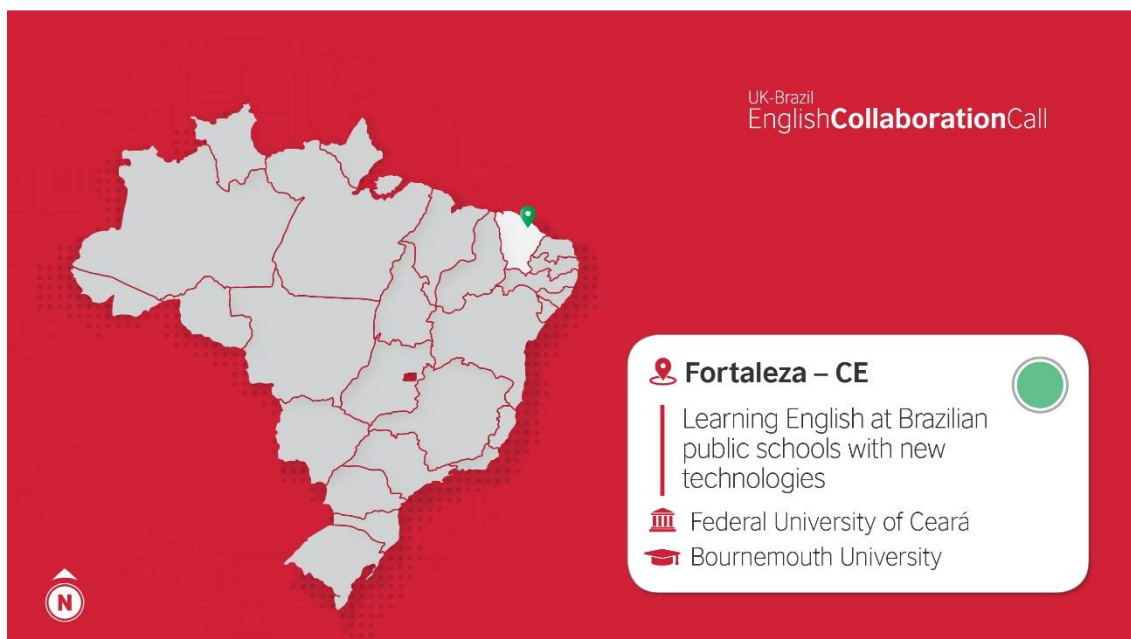 UK-Brazil
EnglishCollaborationCall
Fortaleza – CE
Learning English at Brazilian
public schools with new
technologies
Federal University of Ceará
Bournemouth University
N